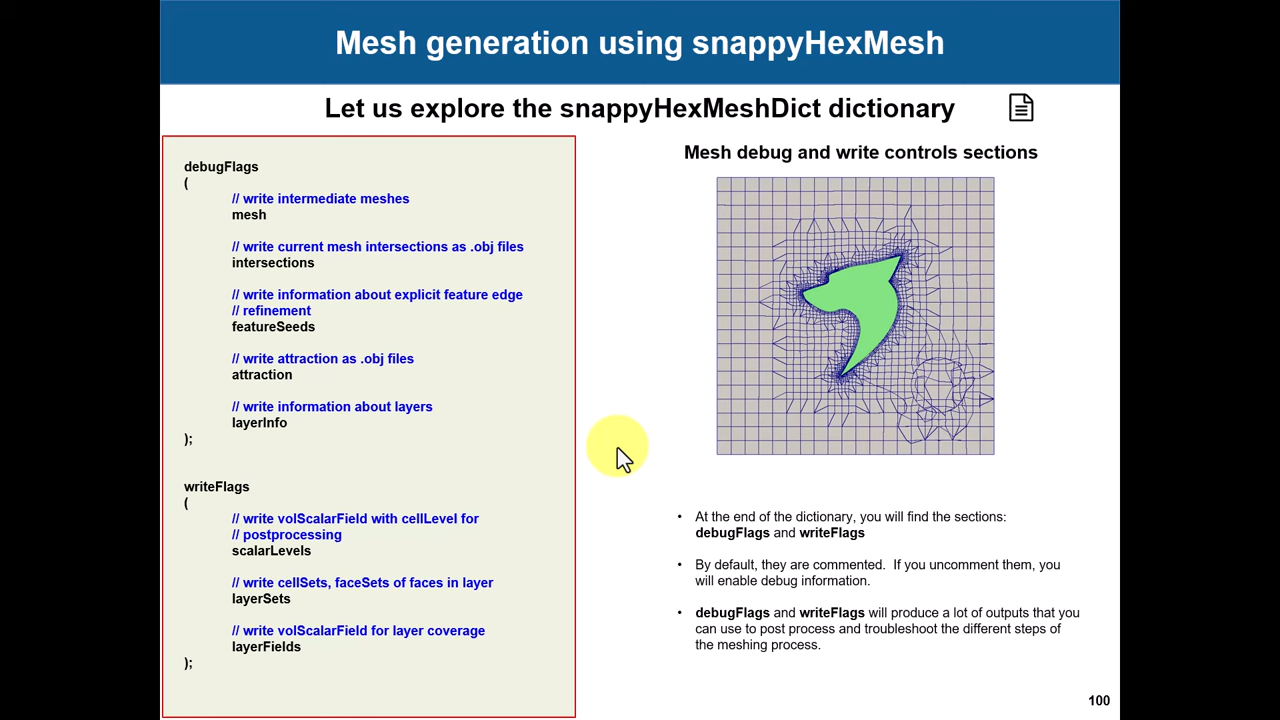 Mesh generation using snappyHexMesh
Let us explore the snappyHexMeshDict dictionary
debugFlags
(
// write intermediate meshes
mesh
// write current mesh intersections as .obj files
intersections
// write information about explicit feature edge
// refinement
featureSeeds
// write attraction as .obj files
attraction
// write information about layers
layerInfo
);
writeFlags
(
// write volScalarField with cellLevel for
// postprocessing
scalarLevels
// write cellSets, faceSets of faces in layer
layerSets
// write volScalarField for layer coverage
layerFields
);
Mesh debug and write controls sections
• At the end of the dictionary, you will find the sections:
debugFlags and writeFlags
• By default, they are commented. If you uncomment them, you
will enable debug information.
• debugFlags and writeFlags will produce a lot of outputs that you
can use to post process and troubleshoot the different steps of
the meshing process.
100